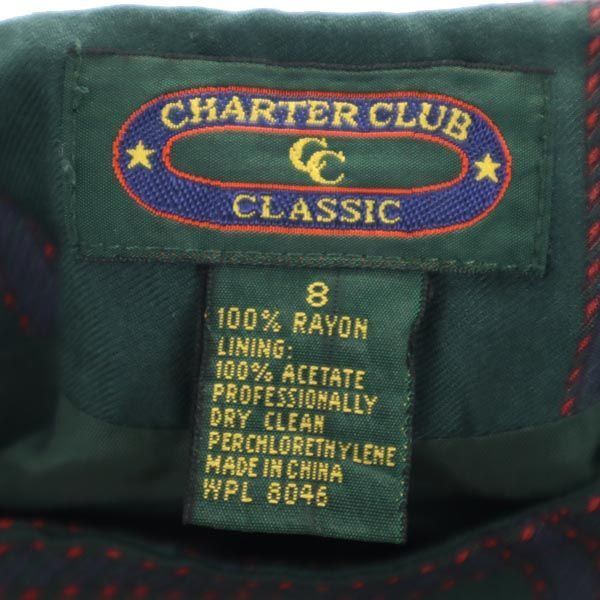 CHARTER CLUB
CC
CLASSIC
8
100% RAYON
LINING:
100% ACETATE
PROFESSIONALLY
DRY CLEAN
PERCHLORETHYLENE
MADE IN CHINA
WPL 8046